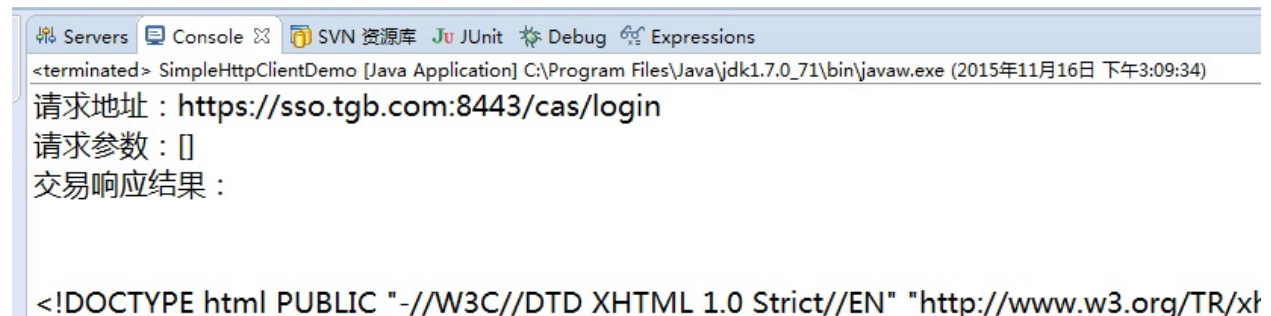 Servers Console SVN 资源库 Ju JUnit Debug Expressions
<terminated> SimpleHttpClientDemo [Java Application] C:\Program Files\Java\jdk1.7.0_71\bin\javaw.exe (2015年11月16日 下午3:09:34)
请求地址：https://sso.tgb.com:8443/cas/login
请求参数：[]
交易响应结果：
<!DOCTYPE html PUBLIC "-//W3C//DTD XHTML 1.0 Strict//EN" "http://www.w3.org/TR/xh